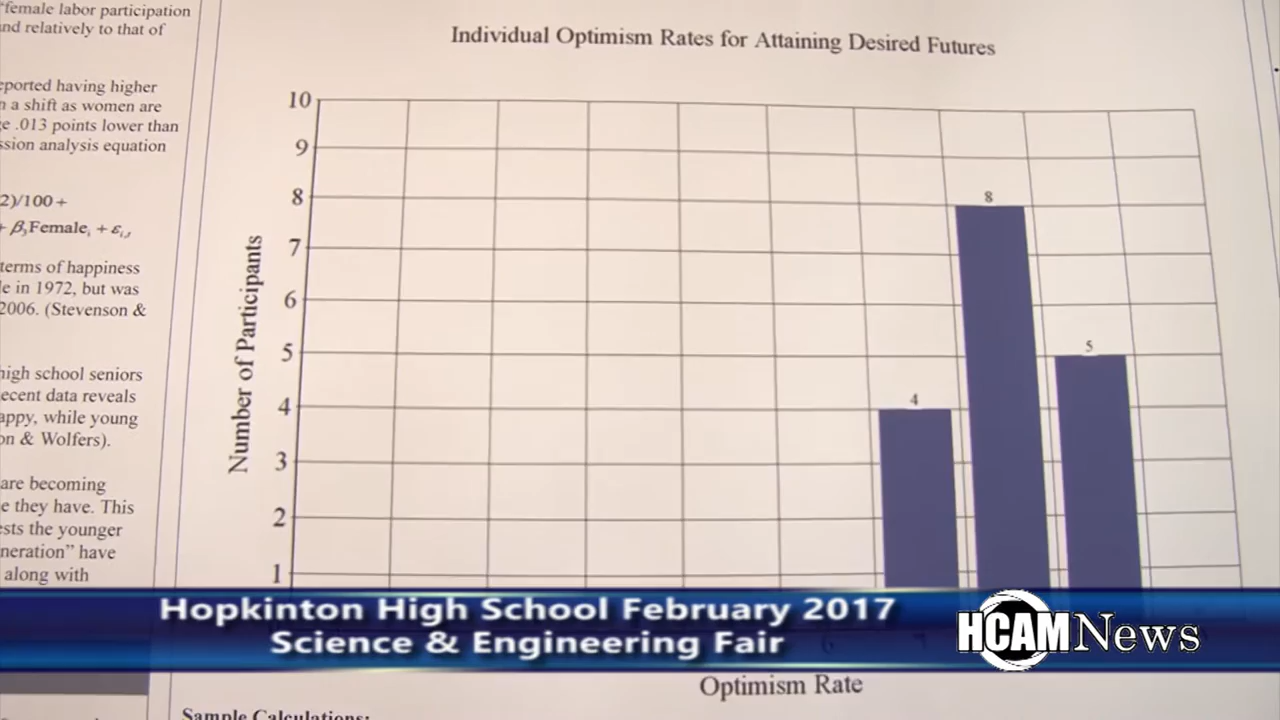 "female labor participation
nd relatively to that of
eported having higher
n a shift as women are
e .013 points lower than
ssion analysis equation
2)/100 +
+ β₃Femaleᵢ + εᵢ,ₜ
terms of happiness
e in 1972, but was
2006. (Stevenson &
high school seniors
ecent data reveals
appy, while young
on & Wolfers).
are becoming
e they have. This
ests the younger
neration" have
along with
Individual Optimism Rates for Attaining Desired Futures
10
9
8
7
6
5
4
3
2
1
Number of Participants
4
8
5
Optimism Rate
Sample Calculations:
Hopkinton High School February 2017
Science & Engineering Fair
HCAM News